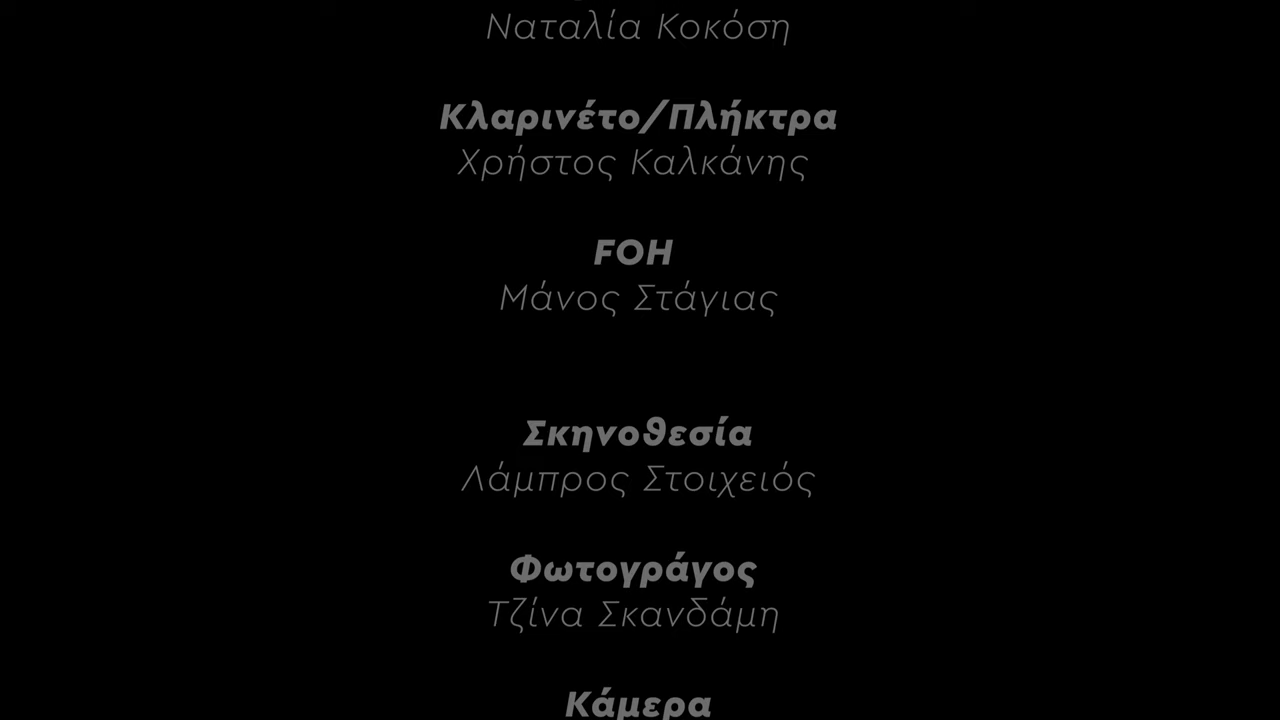 Ναταλία Κοκόση
Κλαρινέτο/Πλήκτρα
Χρήστος Καλκάνης
FOH
Μάνος Στάγιας
Σκηνοθεσία
Λάμπρος Στοιχειός
Φωτογράγος
Τζίνα Σκανδάμη
Κάμερα